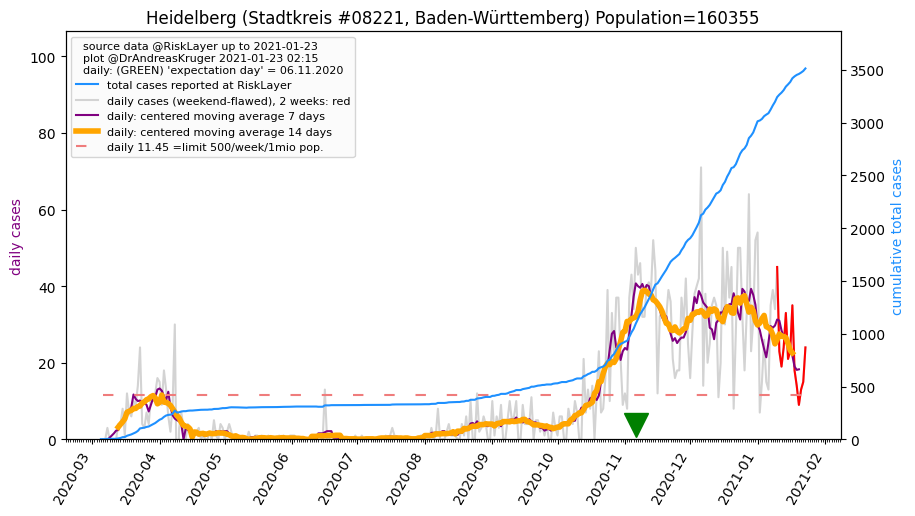 Heidelberg (Stadtkreis #08221, Baden-Württemberg) Population=160355
source data @RiskLayer up to 2021-01-23
plot @DrAndreasKruger 2021-01-23 02:15
daily: (GREEN) 'expectation day' = 06.11.2020
total cases reported at RiskLayer
daily cases (weekend-flawed), 2 weeks: red
daily: centered moving average 7 days
daily: centered moving average 14 days
daily 11.45 =limit 500/week/1mio pop.
daily cases
100
80
60
40
20
0
3500
3000
2500
2000
1500
1000
500
0
cumulative total cases
2020-03
2020-04
2020-05
2020-06
2020-07
2020-08
2020-09
2020-10
2020-11
2020-12
2021-01
2021-02